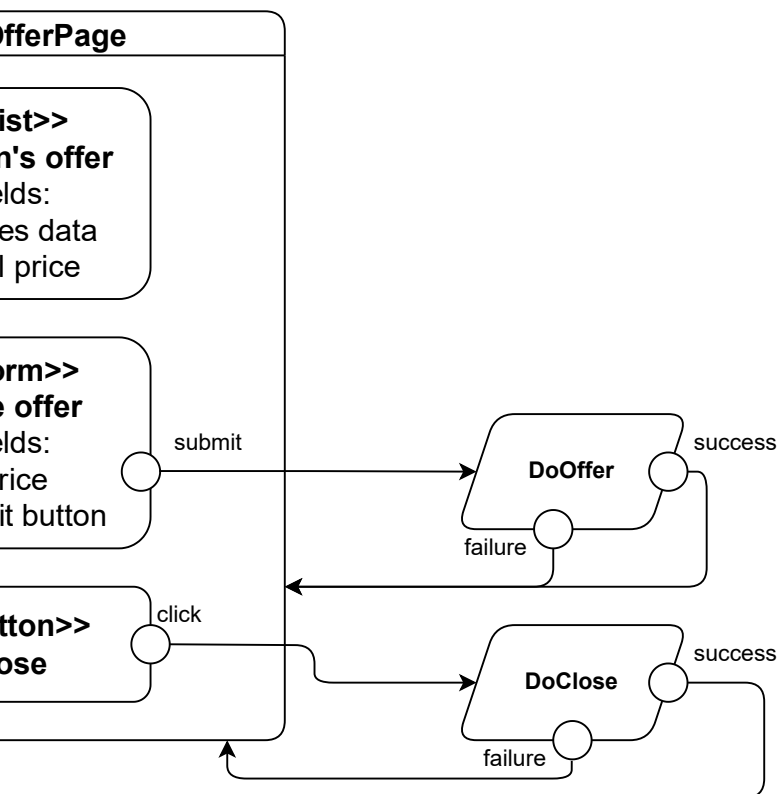 OfferPage
ist>>
n's offer
elds:
es data
l price
orm>>
e offer
elds:
rice
it button
submit
DoOffer
success
failure
tton>>
ose
click
DoClose
success
failure